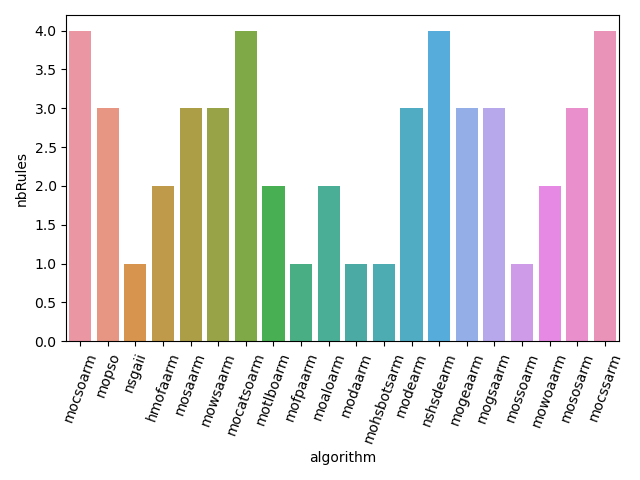 4.0
3.5
3.0
2.5
2.0
1.5
1.0
0.5
0.0
nbRules
mocsoarm
mopso
nsgaii
hmofaarm
mosaarm
mowsaarm
mocatsoarm
motlboarm
mofpaarm
moaloarm
modaarm
mohsbotsarm
modearm
nshsdearm
mogeaarm
mogsaarm
mossoarm
mowoaarm
mososarm
mocssarm
algorithm